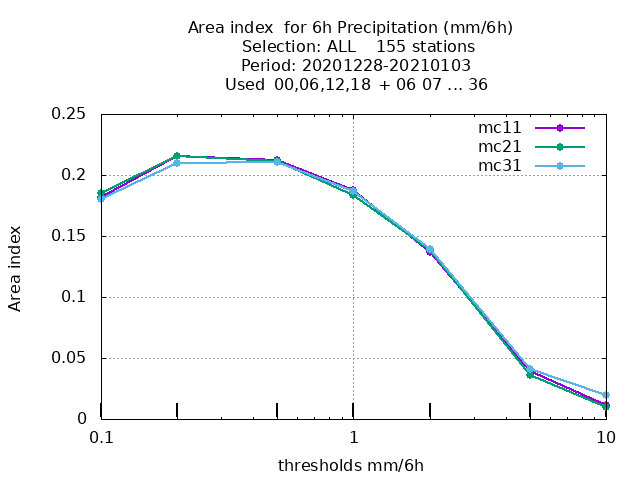 Area index  for 6h Precipitation (mm/6h)
Selection: ALL    155 stations
Period: 20201228-20210103
Used  00,06,12,18  + 06 07 ... 36
mc11
mc21
mc31
0.25
0.2
0.15
0.1
0.05
0
Area index
0.1
1
10
thresholds mm/6h